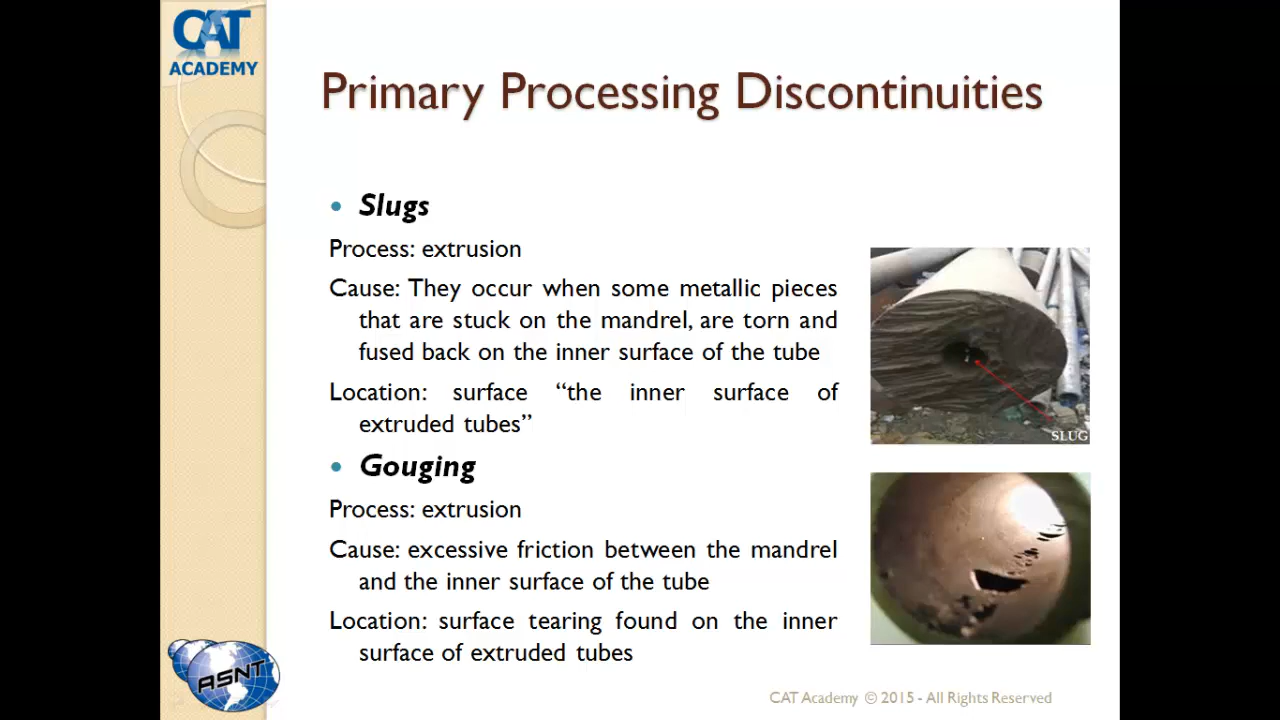 CAT
ACADEMY
Primary Processing Discontinuities
• Slugs
Process: extrusion
Cause: They occur when some metallic pieces
that are stuck on the mandrel, are torn and
fused back on the inner surface of the tube
Location: surface “the inner surface of
extruded tubes”
SLUG
• Gouging
Process: extrusion
Cause: excessive friction between the mandrel
and the inner surface of the tube
Location: surface tearing found on the inner
surface of extruded tubes
ASNT
CAT Academy © 2015 - All Rights Reserved